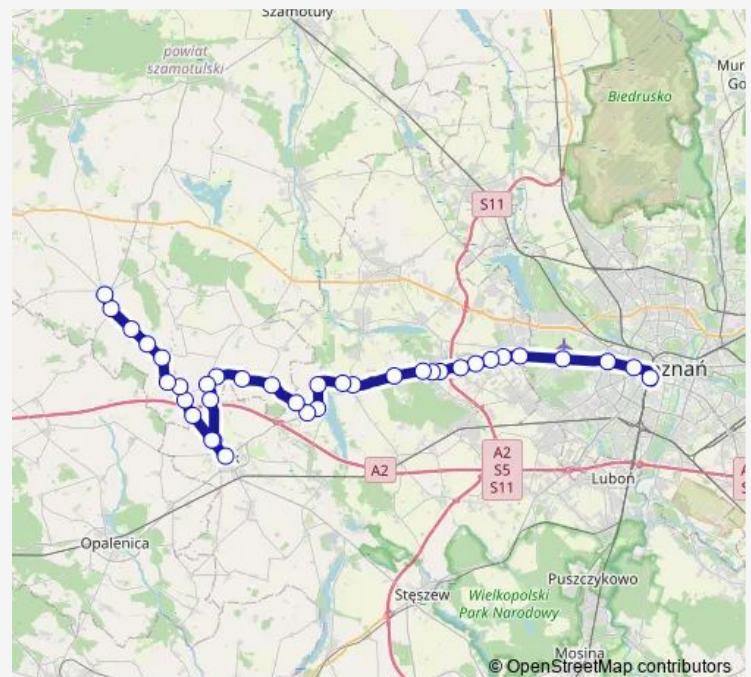 Szamotuły
powiat
szamotulski
Mur
Go
Biedrusko
S11
znań
A2
A2
S5
S11
Luboń
Opalenica
Stęszew
Puszczykowo
Wielkopolski
Park Narodowy
Mosina
© OpenStreetMap contributors